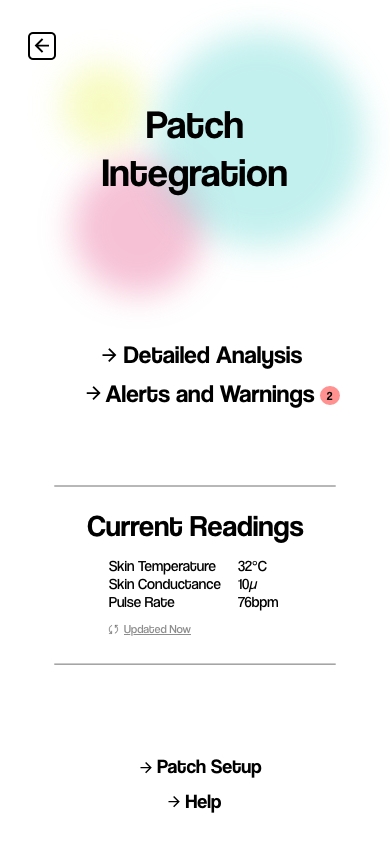 Patch
Integration
→ Detailed Analysis
→ Alerts and Warnings 2
Current Readings
Skin Temperature 32°C
Skin Conductance 10µ
Pulse Rate 76bpm
Updated Now
→ Patch Setup
→ Help